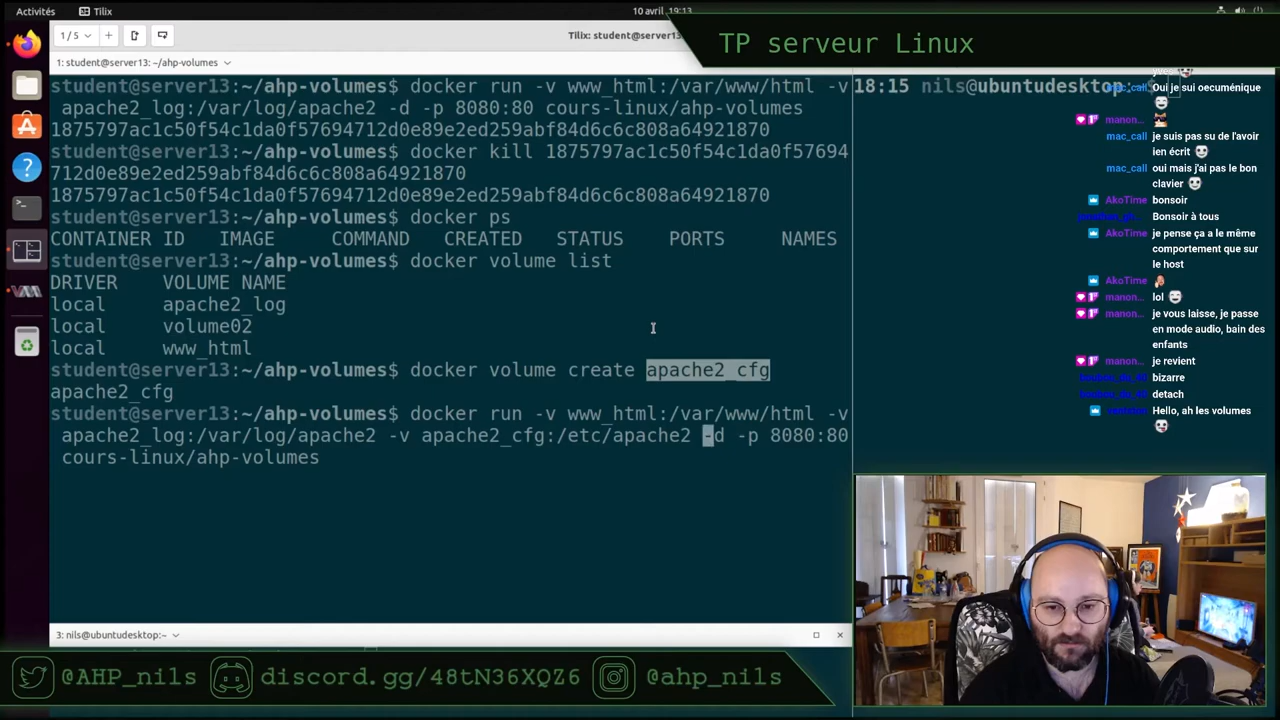 Activités
Tilix
10 avril 19:13
TP serveur Linux
1 / 5
Tilix: student@server13:
1: student@server13: ~/ahp-volumes
student@server13:~/ahp-volumes$ docker run -v www_html:/var/www/html -v
apache2_log:/var/log/apache2 -d -p 8080:80 cours-linux/ahp-volumes
1875797ac1c50f54c1da0f57694712d0e89e2ed259abf84d6c6c808a64921870
student@server13:~/ahp-volumes$ docker kill 1875797ac1c50f54c1da0f57694
712d0e89e2ed259abf84d6c6c808a64921870
1875797ac1c50f54c1da0f57694712d0e89e2ed259abf84d6c6c808a64921870
student@server13:~/ahp-volumes$ docker ps
CONTAINER ID IMAGE COMMAND CREATED STATUS PORTS NAMES
student@server13:~/ahp-volumes$ docker volume list
DRIVER VOLUME NAME
local apache2_log
local volume02
local www_html
student@server13:~/ahp-volumes$ docker volume create apache2_cfg
apache2_cfg
student@server13:~/ahp-volumes$ docker run -v www_html:/var/www/html -v
apache2_log:/var/log/apache2 -v apache2_cfg:/etc/apache2 -d -p 8080:80
cours-linux/ahp-volumes
18:15 nils@ubuntudesktop
mac_call Oui je sui oecuménique
manon...
mac_call je suis pas su de l'avoir
ien écrit
mac_call oui mais j'ai pas le bon
clavier
AkoTime bonsoir
Bonsoir à tous
AkoTime je pense ça a le même
comportement que sur
le host
AkoTime
manon... lol
manon... je vous laisse, je passe
en mode audio, bain des
enfants
manon... je revient
bizarre
detach
Hello, ah les volumes
3: nils@ubuntudesktop:~
@AHP_nils
discord.gg/48tN36XQZ6
@ahp_nils